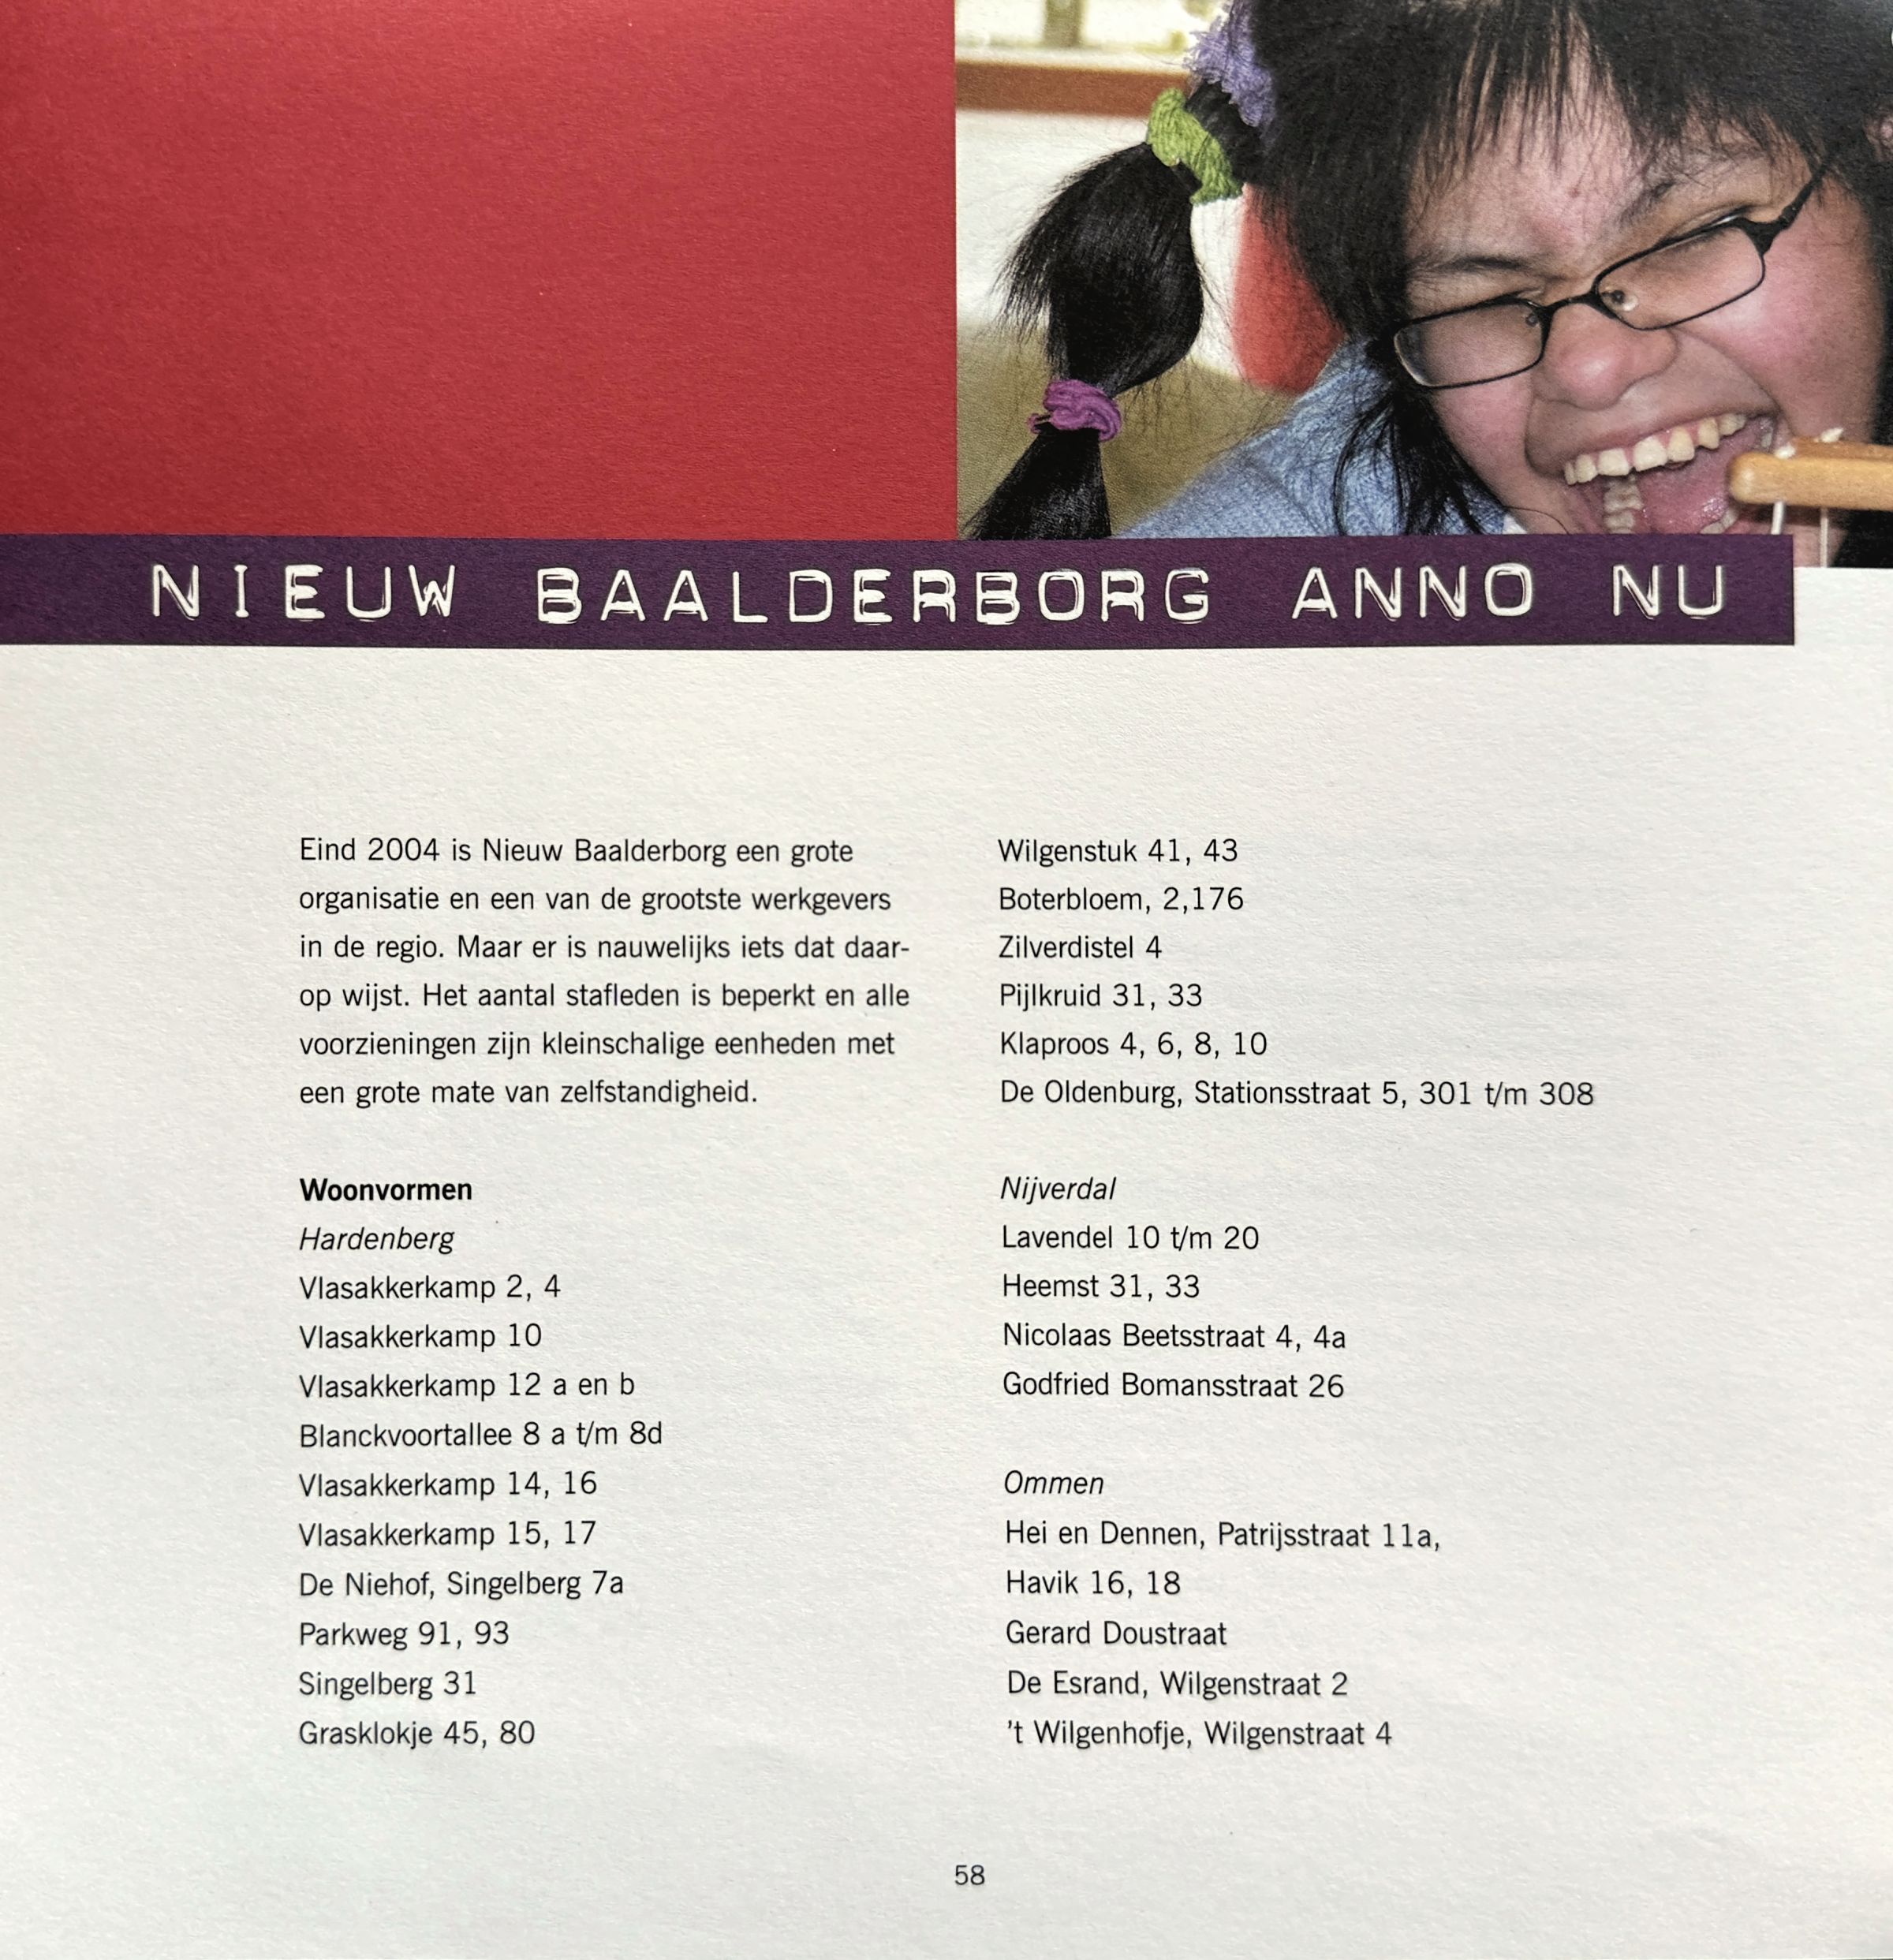 NIEUW BAALDERBORG ANNO NU
Eind 2004 is Nieuw Baalderborg een grote
organisatie en een van de grootste werkgevers
in de regio. Maar er is nauwelijks iets dat daar-
op wijst. Het aantal stafleden is beperkt en alle
voorzieningen zijn kleinschalige eenheden met
een grote mate van zelfstandigheid.
Woonvormen
Hardenberg
Vlasakkerkamp 2, 4
Vlasakkerkamp 10
Vlasakkerkamp 12 a en b
Blanckvoortallee 8 a t/m 8d
Vlasakkerkamp 14, 16
Vlasakkerkamp 15, 17
De Niehof, Singelberg 7a
Parkweg 91, 93
Singelberg 31
Grasklokje 45, 80
Wilgenstuk 41, 43
Boterbloem, 2,176
Zilverdistel 4
Pijlkruid 31, 33
Klaproos 4, 6, 8, 10
De Oldenburg, Stationsstraat 5, 301 t/m 308
Nijverdal
Lavendel 10 t/m 20
Heemst 31, 33
Nicolaas Beetsstraat 4, 4a
Godfried Bomansstraat 26
Ommen
Hei en Dennen, Patrijsstraat 11a,
Havik 16, 18
Gerard Doustraat
De Esrand, Wilgenstraat 2
't Wilgenhofje, Wilgenstraat 4
58